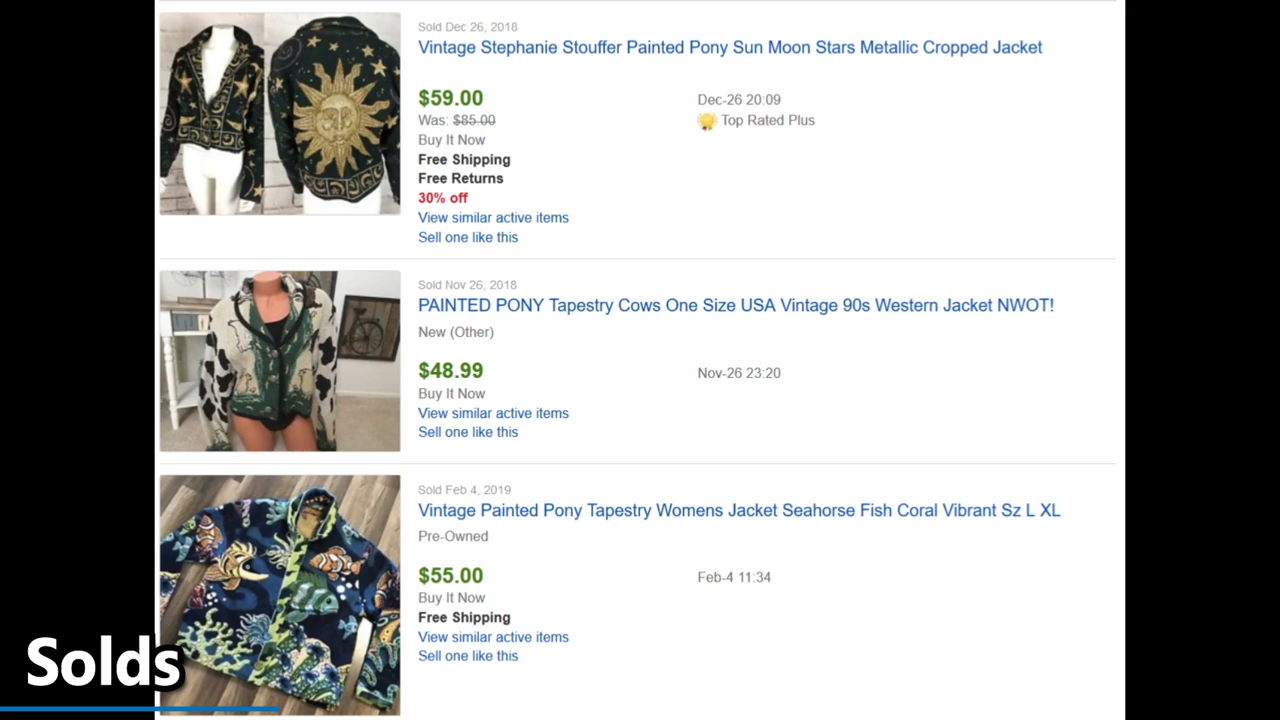 Sold Dec 26, 2018
Vintage Stephanie Stouffer Painted Pony Sun Moon Stars Metallic Cropped Jacket
$59.00
Dec-26 20:09
Was: $85.00
Top Rated Plus
Buy It Now
Free Shipping
Free Returns
30% off
View similar active items
Sell one like this
Sold Nov 26, 2018
PAINTED PONY Tapestry Cows One Size USA Vintage 90s Western Jacket NWOT!
New (Other)
$48.99
Nov-26 23:20
Buy It Now
View similar active items
Sell one like this
Sold Feb 4, 2019
Vintage Painted Pony Tapestry Womens Jacket Seahorse Fish Coral Vibrant Sz L XL
Pre-Owned
$55.00
Feb-4 11:34
Buy It Now
Free Shipping
View similar active items
Sell one like this
Solds